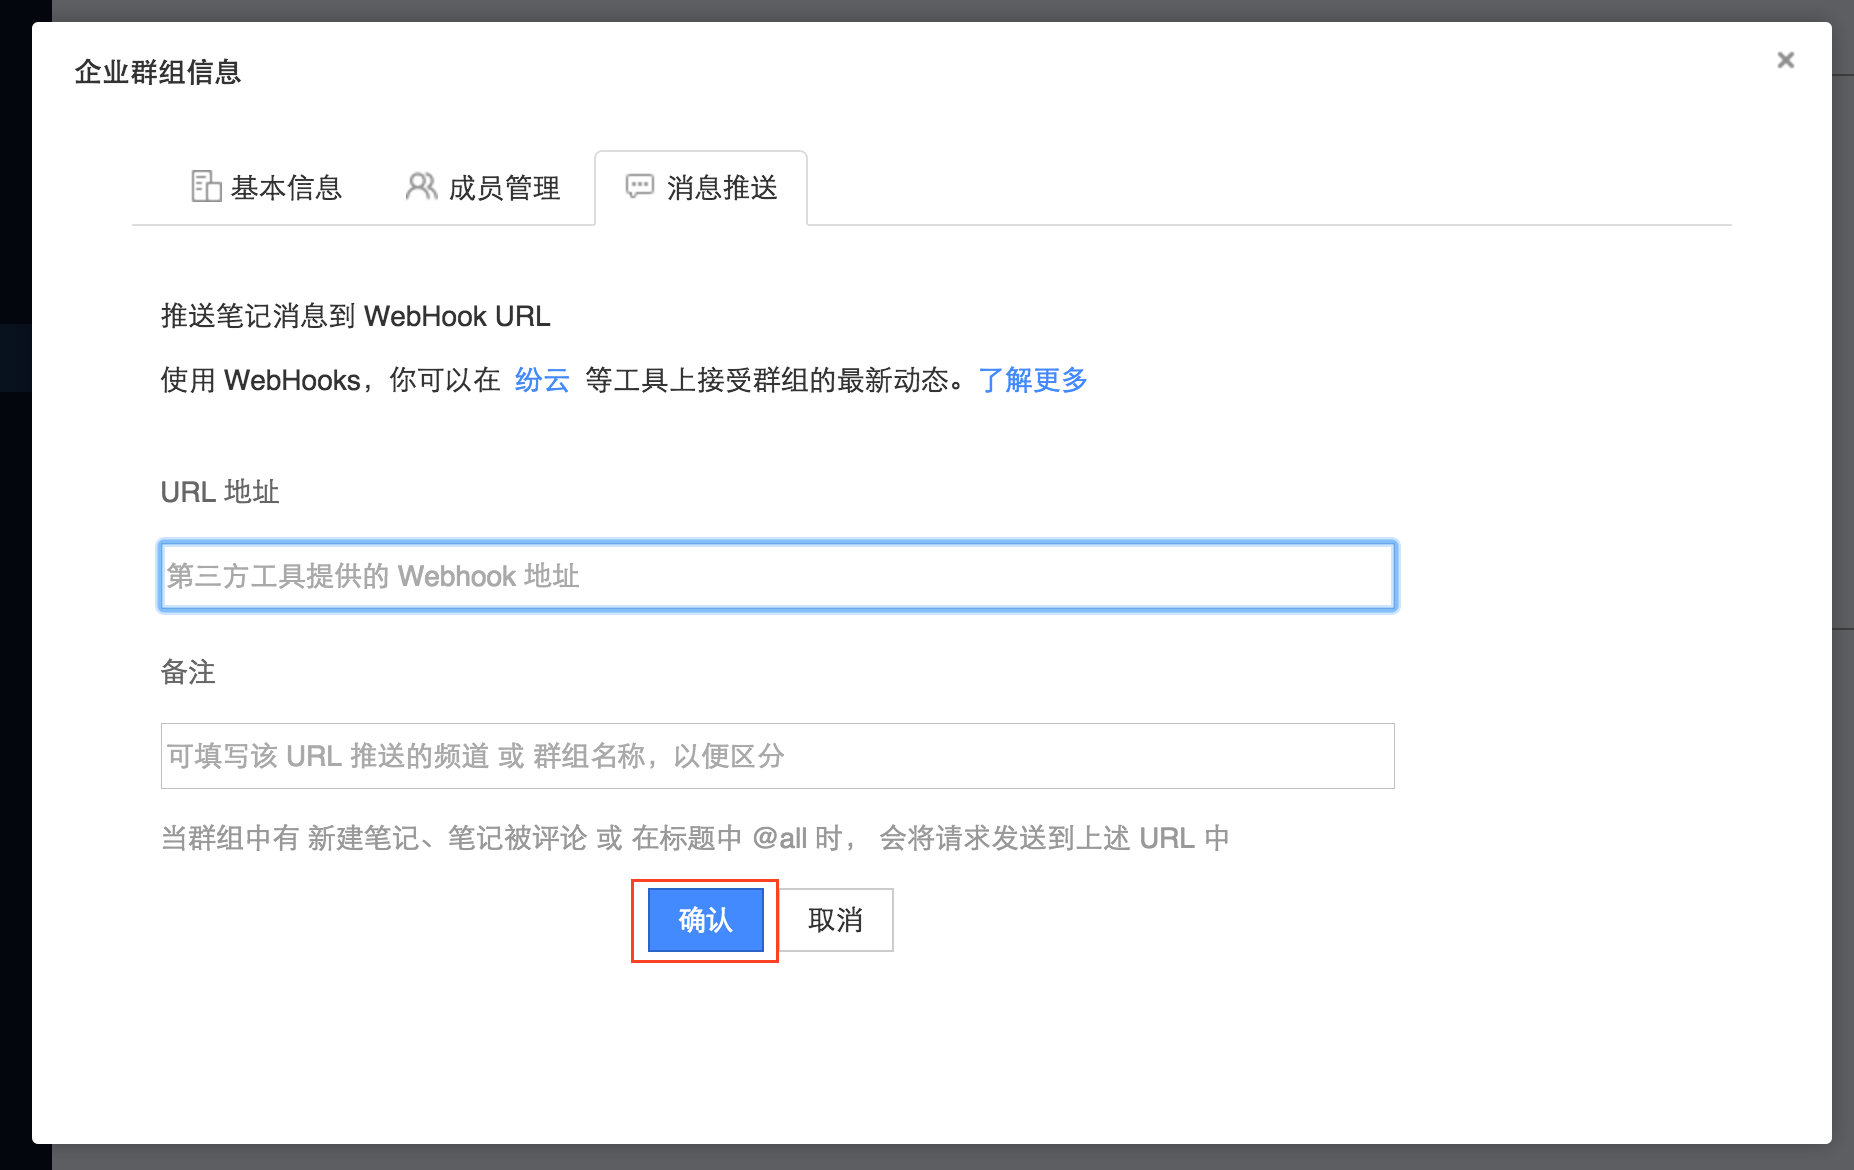 企业群组信息
基本信息 成员管理 消息推送
推送笔记消息到 WebHook URL
使用 WebHooks，你可以在 纷云 等工具上接受群组的最新动态。了解更多
URL 地址
第三方工具提供的 Webhook 地址
备注
可填写该 URL 推送的频道 或 群组名称，以便区分
当群组中有 新建笔记、笔记被评论 或 在标题中 @all 时， 会将请求发送到上述 URL 中
确认 取消